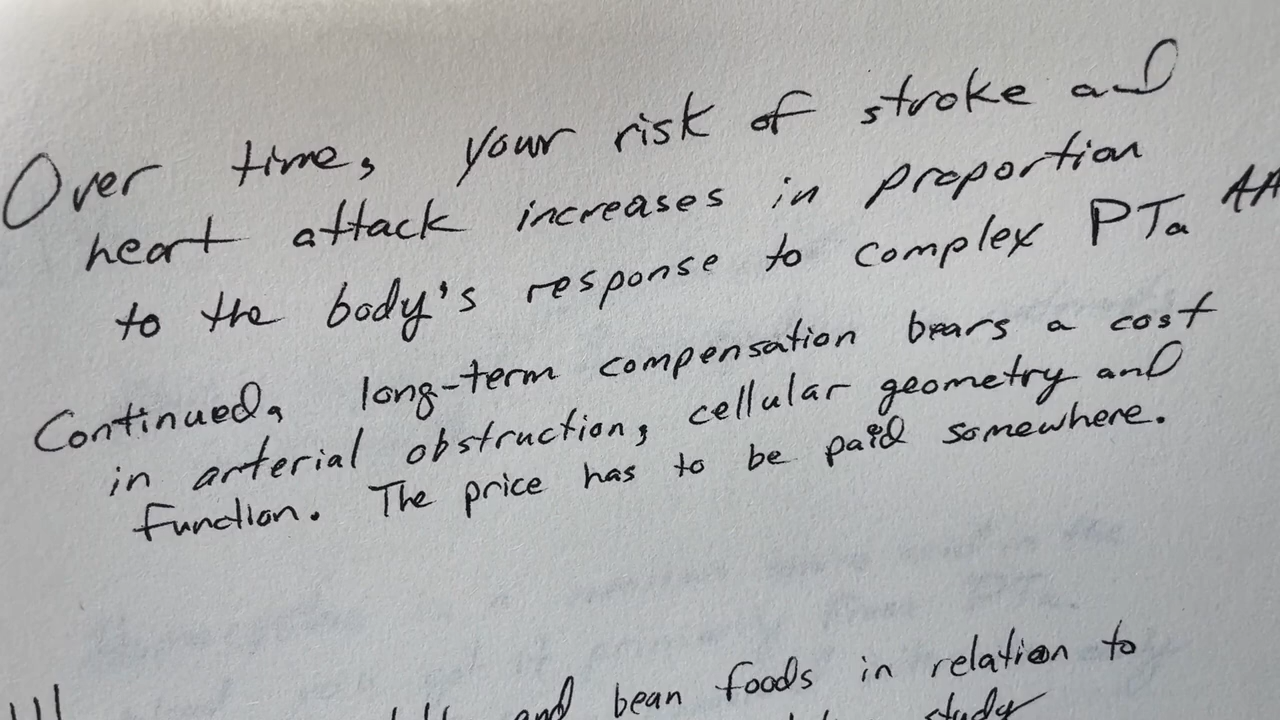 Over time, your risk of stroke and
heart attack increases in proportion
to the body's response to complex PTa AA
Continued, long-term compensation bears a cost
in arterial obstruction, cellular geometry and
function. The price has to be paid somewhere.
and bean foods in relation to
study